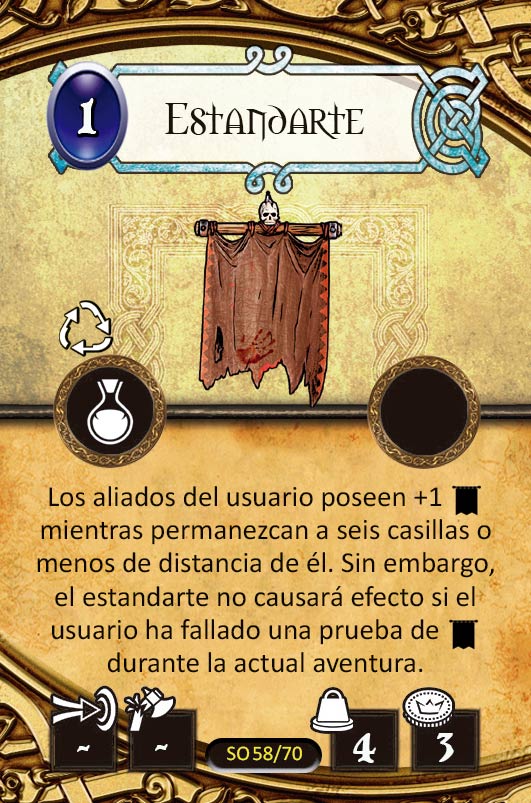 1
Estandarte
Los aliados del usuario poseen +1
mientras permanezcan a seis casillas o
menos de distancia de él. Sin embargo,
el estandarte no causará efecto si el
usuario ha fallado una prueba de
durante la actual aventura.
~ ~ SO 58/70 4 3